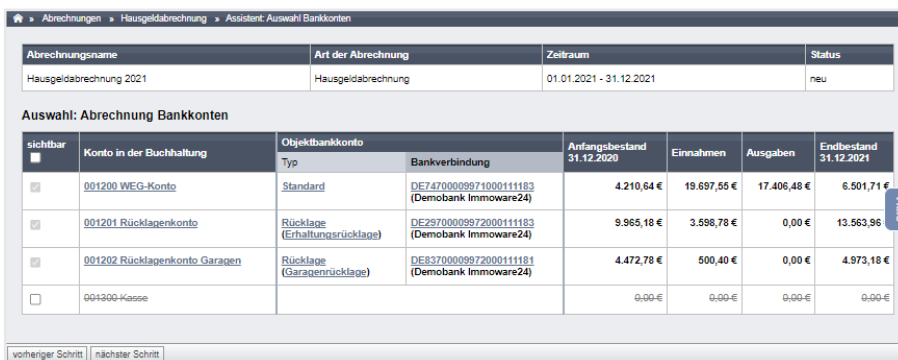 » Abrechnungen » Hausgeldabrechnung » Assistent: Auswahl Bankkonten
Abrechnungsname Art der Abrechnung Zeitraum Status
Hausgeldabrechnung 2021 Hausgeldabrechnung 01.01.2021 - 31.12.2021 neu
Auswahl: Abrechnung Bankkonten
sichtbar Konto in der Buchhaltung Objektbankkonto Anfangsbestand 31.12.2020 Einnahmen Ausgaben Endbestand 31.12.2021
Typ Bankverbindung
001200 WEG-Konto Standard DE74700009971000111183 4.210,64 € 19.697,55 € 17.406,48 € 6.501,71 €
(Demobank Immoware24)
001201 Rücklagenkonto Rücklage DE29700009972000111183 9.965,18 € 3.598,78 € 0,00 € 13.563,96
(Erhaltungsrücklage) (Demobank Immoware24)
001202 Rücklagenkonto Garagen Rücklage DE83700009972000111181 4.472,78 € 500,40 € 0,00 € 4.973,18 €
(Garagenrücklage) (Demobank Immoware24)
001300 Kasse 0,00 € 0,00 € 0,00 € 0,00 €
vorheriger Schritt nächster Schritt